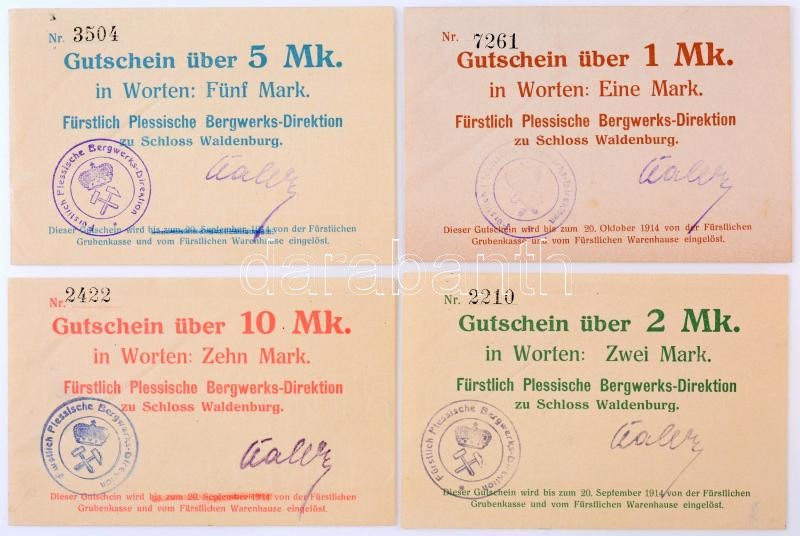 Nr. 3504
Gutschein über 5 Mk.
in Worten: Fünf Mark.
Fürstlich Plessische Bergwerks-Direktion
zu Schloss Waldenburg.
Fürstlich Plessische Bergwerks-Direktion
Dieser Gutschein wird bis zum 20. September 1914 von der Fürstlichen
Grubenkasse und vom Fürstlichen Warenhause eingelöst.
Nr. 7261
Gutschein über 1 Mk.
in Worten: Eine Mark.
Fürstlich Plessische Bergwerks-Direktion
zu Schloss Waldenburg.
Fürstlich Plessische Bergwerks-Direktion
Dieser Gutschein wird bis zum 20. Oktober 1914 von der Fürstlichen
Grubenkasse und vom Fürstlichen Warenhause eingelöst.
darabanth
Nr. 2422
Gutschein über 10 Mk.
in Worten: Zehn Mark.
Fürstlich Plessische Bergwerks-Direktion
zu Schloss Waldenburg.
Fürstlich Plessische Bergwerks-Direktion
Dieser Gutschein wird bis zum 20. September 1914 von der Fürstlichen
Grubenkasse und vom Fürstlichen Warenhause eingelöst.
Nr. 2210
Gutschein über 2 Mk.
in Worten: Zwei Mark.
Fürstlich Plessische Bergwerks-Direktion
zu Schloss Waldenburg.
Fürstlich Plessische Bergwerks-Direktion
Dieser Gutschein wird bis zum 20. September 1914 von der Fürstlichen
Grubenkasse und vom Fürstlichen Warenhause eingelöst.